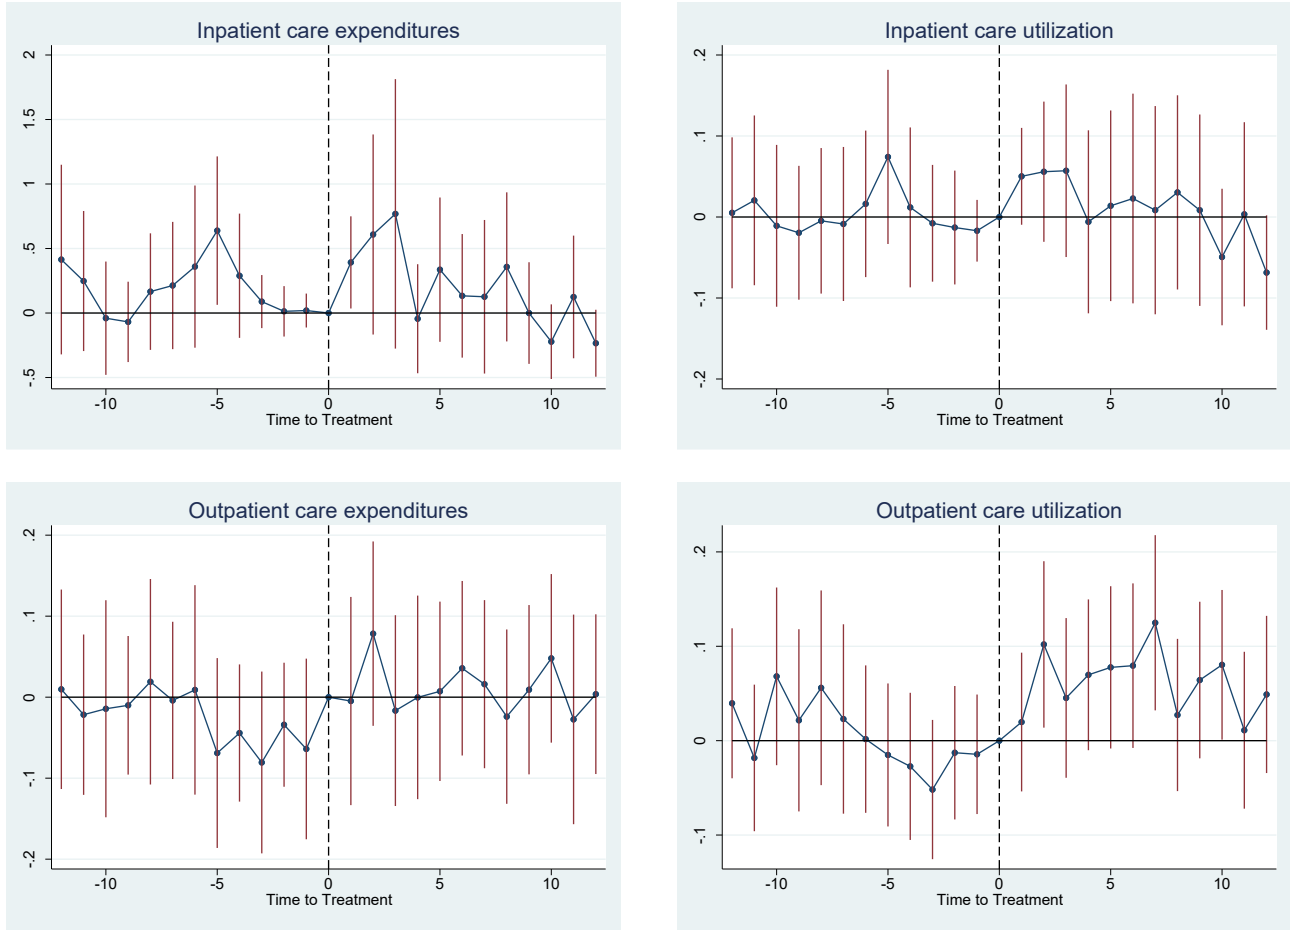 Inpatient care expenditures
2
1.5
1
.5
0
-.5
-10 -5 0 5 10
Time to Treatment
Inpatient care utilization
.2
.1
0
-.1
-.2
-10 -5 0 5 10
Time to Treatment
Outpatient care expenditures
.2
.1
0
-.1
-.2
-10 -5 0 5 10
Time to Treatment
Outpatient care utilization
.2
.1
0
-.1
-10 -5 0 5 10
Time to Treatment